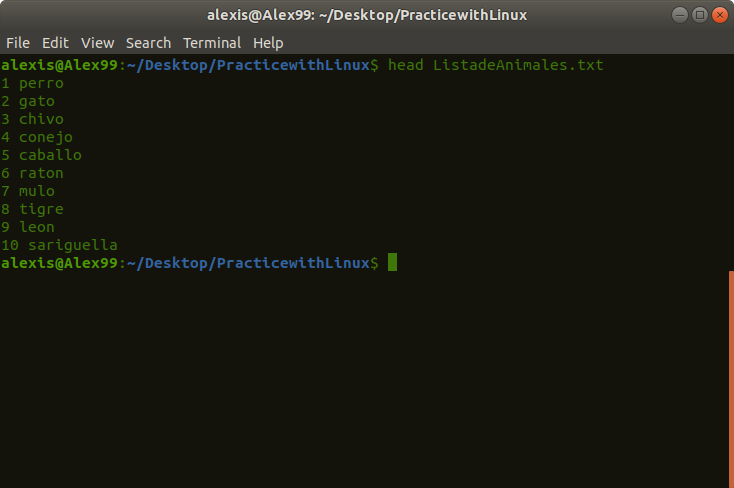 alexis@Alex99: ~/Desktop/PracticewithLinux
File Edit View Search Terminal Help
alexis@Alex99:~/Desktop/PracticewithLinux$ head ListadeAnimales.txt
1 perro
2 gato
3 chivo
4 conejo
5 caballo
6 raton
7 mulo
8 tigre
9 leon
10 sariguella
alexis@Alex99:~/Desktop/PracticewithLinux$